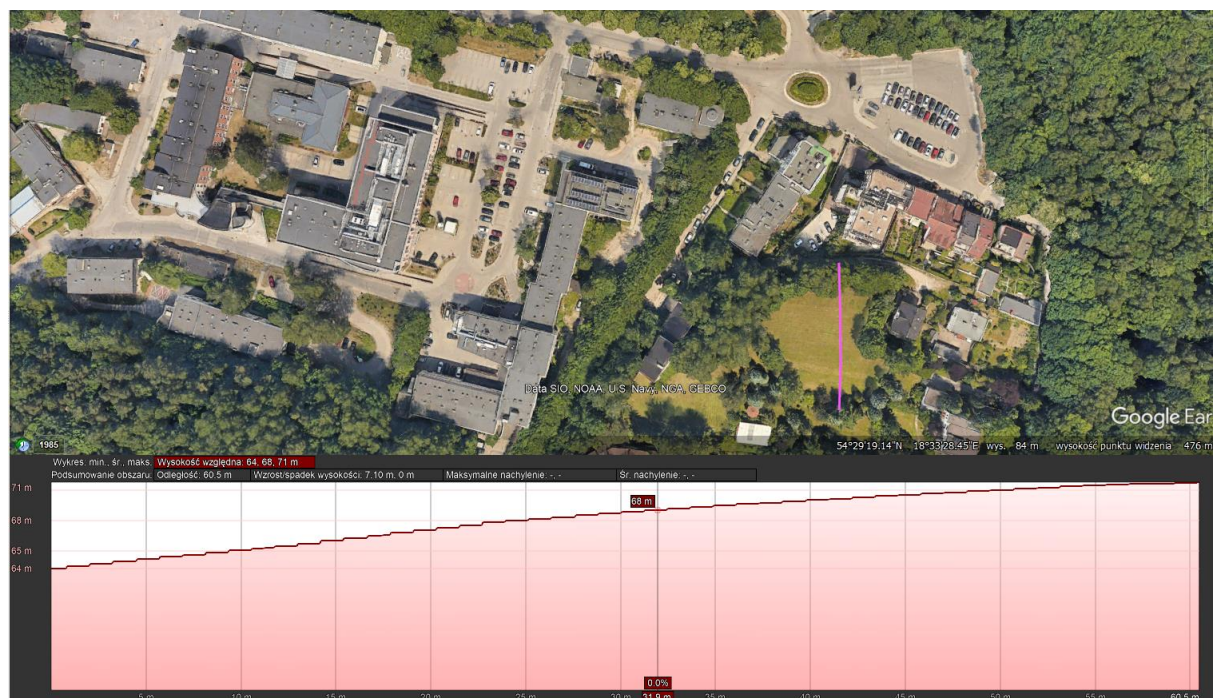 Data SIO, NOAA, U.S. Navy, NGA, GEBCO
Google Ear
1985
54°29'19.14"N 18°33'28.45"E wys. 84 m wysokość punktu widzenia 476 m
Wykres: min., śr., maks. Wysokość względna: 64, 68, 71 m
Podsumowanie obszaru: Odległość: 60.5 m Wzrost/spadek wysokości: 7.10 m, 0 m Maksymalne nachylenie: -, - Śr. nachylenie: -, -
71 m
68 m
68 m
65 m
64 m
0.0%
5 m 10 m 15 m 20 m 25 m 30 m 31.9 m 35 m 40 m 45 m 50 m 55 m 60.5 m